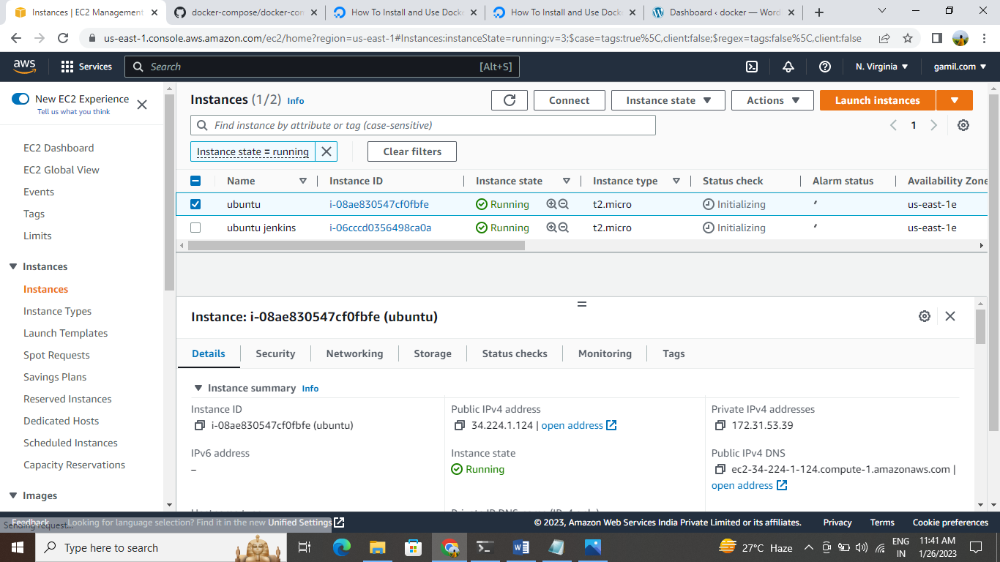 Instances | EC2 Management
docker-compose/docker-com
How To Install and Use Docke
How To Install and Use Docke
Dashboard ‹ docker — Word
us-east-1.console.aws.amazon.com/ec2/home?region=us-east-1#Instances:instanceState=running;v=3;$case=tags:true%5C,client:false;$regex=tags:false%5C,client:false
aws
Services
Search
[Alt+S]
N. Virginia
gamil.com
New EC2 Experience
Tell us what you think
EC2 Dashboard
EC2 Global View
Events
Tags
Limits
Instances
Instances
Instance Types
Launch Templates
Spot Requests
Savings Plans
Reserved Instances
Dedicated Hosts
Scheduled Instances
Capacity Reservations
Images
Instances (1/2) Info
Connect
Instance state
Actions
Launch instances
Find instance by attribute or tag (case-sensitive)
1
Instance state = running
Clear filters
Name Instance ID Instance state Instance type Status check Alarm status Availability Zone
ubuntu i-08ae830547cf0fbfe Running t2.micro Initializing us-east-1e
ubuntu jenkins i-06cccd0356498ca0a Running t2.micro Initializing us-east-1e
Instance: i-08ae830547cf0fbfe (ubuntu)
Details Security Networking Storage Status checks Monitoring Tags
Instance summary Info
Instance ID
i-08ae830547cf0fbfe (ubuntu)
Public IPv4 address
34.224.1.124 | open address
Private IPv4 addresses
172.31.53.39
IPv6 address
–
Instance state
Running
Public IPv4 DNS
ec2-34-224-1-124.compute-1.amazonaws.com |
open address
Feedback
Looking for language selection? Find it in the new Unified Settings
Sending request...
© 2023, Amazon Web Services India Private Limited or its affiliates.
Privacy
Terms
Cookie preferences
Type here to search
27°C Haze
ENG
IN
11:41 AM
1/26/2023